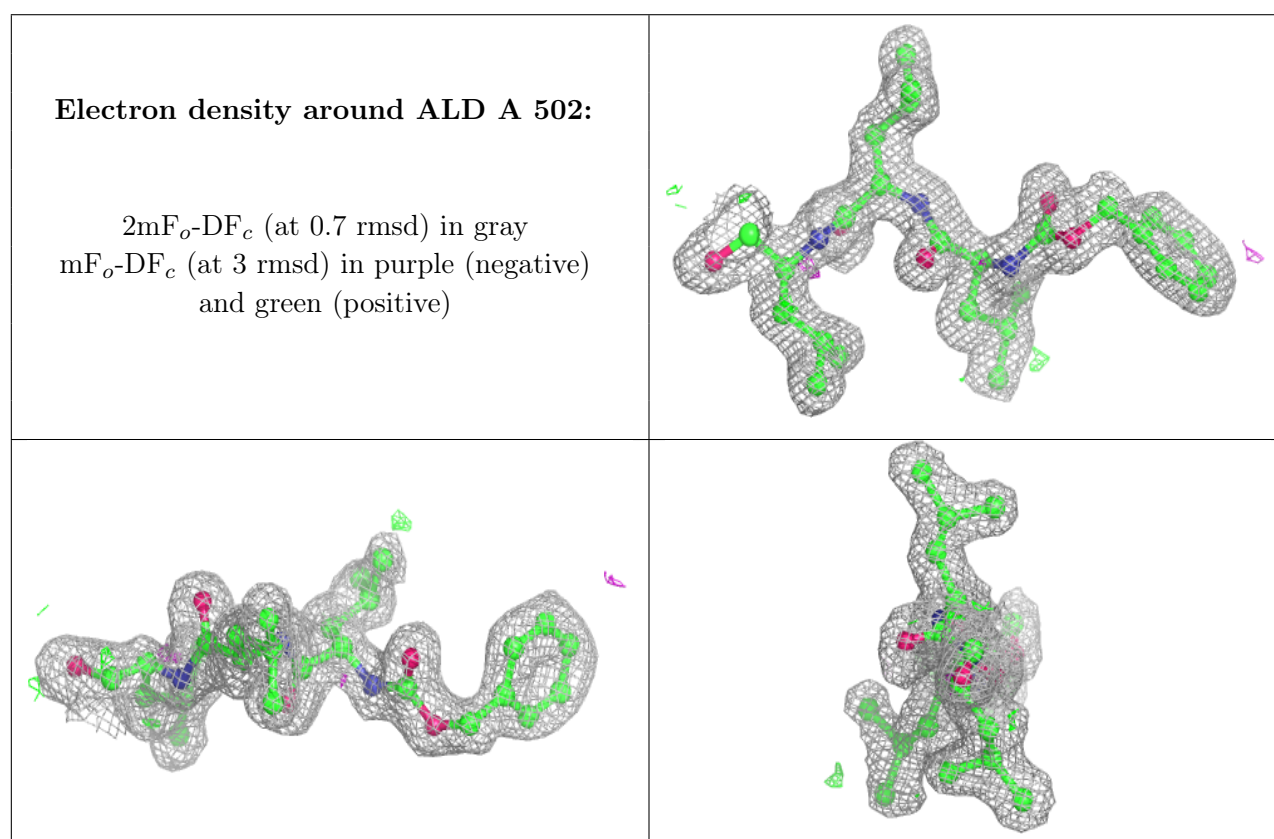 Electron density around ALD A 502:
2mFo-DFc (at 0.7 rmsd) in gray
mFo-DFc (at 3 rmsd) in purple (negative)
and green (positive)